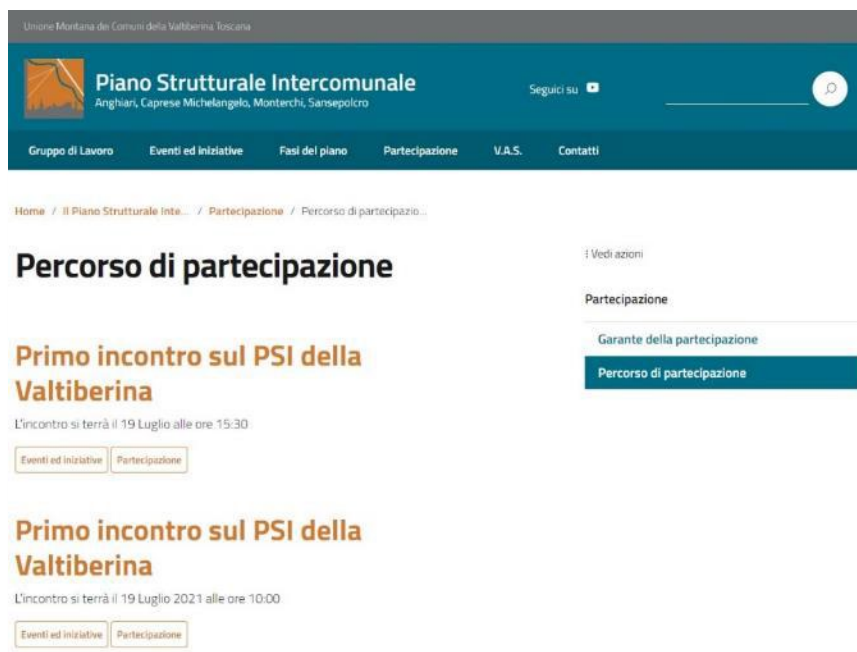 Unione Montana dei Comuni della Valtiberina Toscana
Piano Strutturale Intercomunale
Anghiari, Caprese Michelangelo, Monterchi, Sansepolcro
Seguici su
Gruppo di Lavoro Eventi ed iniziative Fasi del piano Partecipazione V.A.S. Contatti
Home / Il Piano Strutturale Inte... / Partecipazione / Percorso di partecipazio...
Percorso di partecipazione
Primo incontro sul PSI della
Valtiberina
L'incontro si terrà il 19 Luglio alle ore 15:30
Eventi ed iniziative Partecipazione
Primo incontro sul PSI della
Valtiberina
L'incontro si terrà il 19 Luglio 2021 alle ore 10:00
Eventi ed iniziative Partecipazione
⁝ Vedi azioni
Partecipazione
Garante della partecipazione
Percorso di partecipazione